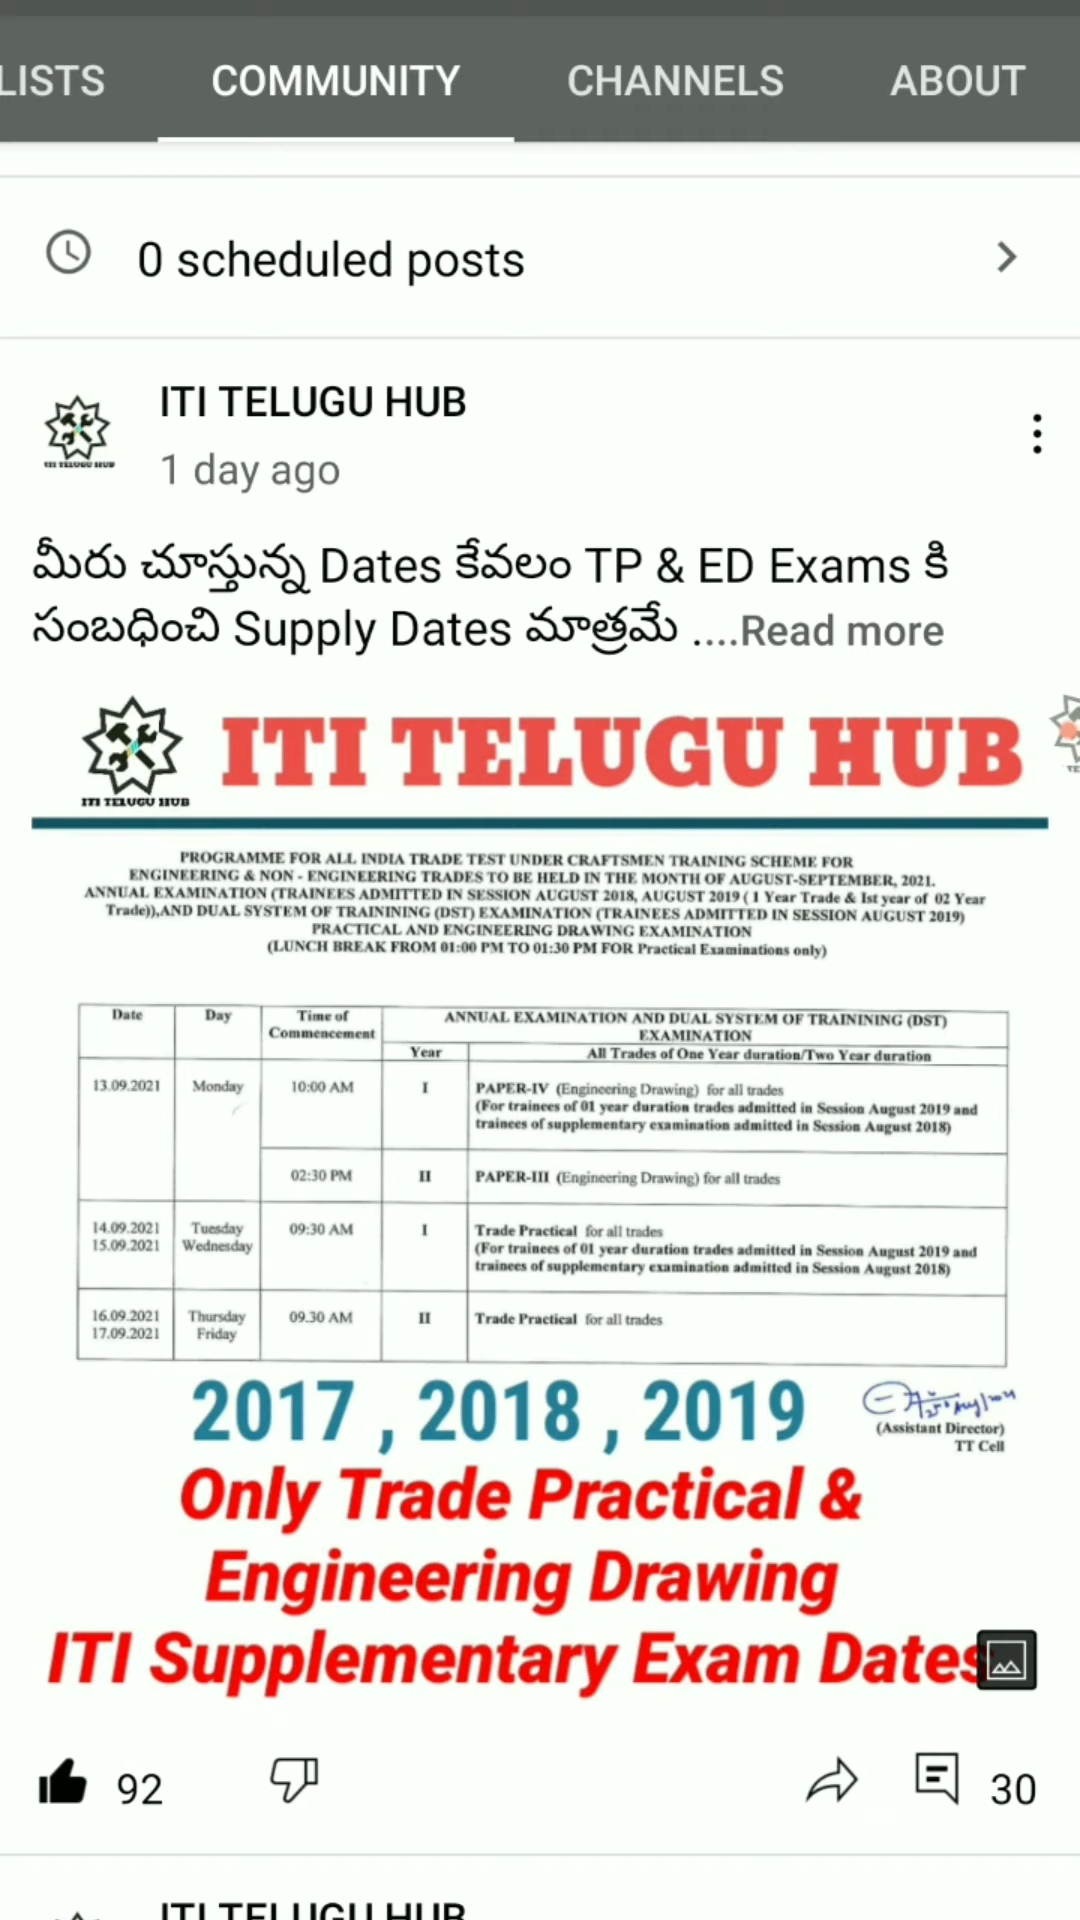 LISTS COMMUNITY CHANNELS ABOUT
0 scheduled posts
ITI TELUGU HUB
ITI TELUGU HUB
1 day ago
మీరు చూస్తున్న Dates కేవలం TP & ED Exams కి
సంబధించి Supply Dates మాత్రమే ....Read more
ITI TELUGU HUB
ITI TELUGU HUB
PROGRAMME FOR ALL INDIA TRADE TEST UNDER CRAFTSMEN TRAINING SCHEME FOR
ENGINEERING & NON - ENGINEERING TRADES TO BE HELD IN THE MONTH OF AUGUST-SEPTEMBER, 2021.
ANNUAL EXAMINATION (TRAINEES ADMITTED IN SESSION AUGUST 2018, AUGUST 2019 ( 1 Year Trade & Ist year of 02 Year
Trade)),AND DUAL SYSTEM OF TRAINING (DST) EXAMINATION (TRAINEES ADMITTED IN SESSION AUGUST 2019)
PRACTICAL AND ENGINEERING DRAWING EXAMINATION
(LUNCH BREAK FROM 01:00 PM TO 01:30 PM FOR Practical Examinations only)
Date Day Time of Commencement ANNUAL EXAMINATION AND DUAL SYSTEM OF TRAINING (DST)
EXAMINATION
Year All Trades of One Year duration/Two Year duration
13.09.2021 Monday 10:00 AM I PAPER-IV (Engineering Drawing) for all trades
(For trainees of 01 year duration trades admitted in Session August 2019 and
trainees of supplementary examination admitted in Session August 2018)
02:30 PM II PAPER-III (Engineering Drawing) for all trades
14.09.2021 Tuesday 09:30 AM I Trade Practical for all trades
15.09.2021 Wednesday (For trainees of 01 year duration trades admitted in Session August 2019 and
trainees of supplementary examination admitted in Session August 2018)
16.09.2021 Thursday 09.30 AM II Trade Practical for all trades
17.09.2021 Friday
2017 , 2018 , 2019
(Assistant Director)
TT Cell
Only Trade Practical &
Engineering Drawing
ITI Supplementary Exam Dates
92 30
ITI TELUGU HUB